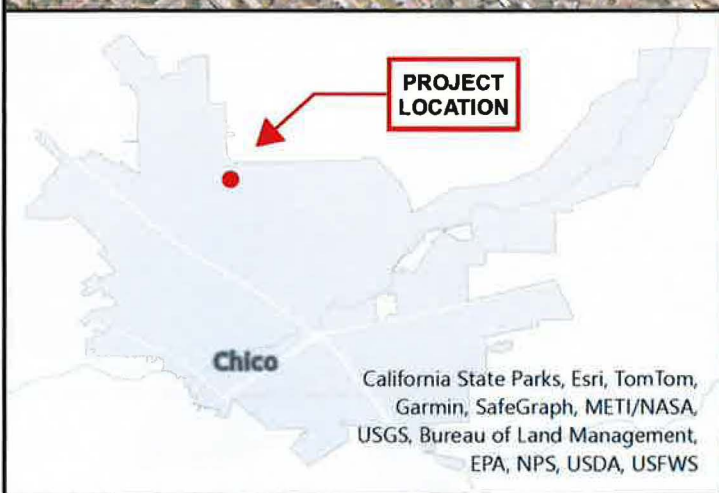 PROJECT
LOCATION
Chico
California State Parks, Esri, TomTom,
Garmin, SafeGraph, METI/NASA,
USGS, Bureau of Land Management,
EPA, NPS, USDA, USFWS